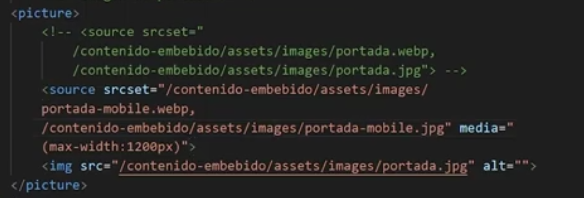 <picture>
<!-- <source srcset="
/contenido-embebido/assets/images/portada.webp,
/contenido-embebido/assets/images/portada.jpg"> -->
<source srcset="/contenido-embebido/assets/images/
portada-mobile.webp,
/contenido-embebido/assets/images/portada-mobile.jpg" media="
(max-width:1200px)">
<img src="/contenido-embebido/assets/images/portada.jpg" alt="">
</picture>